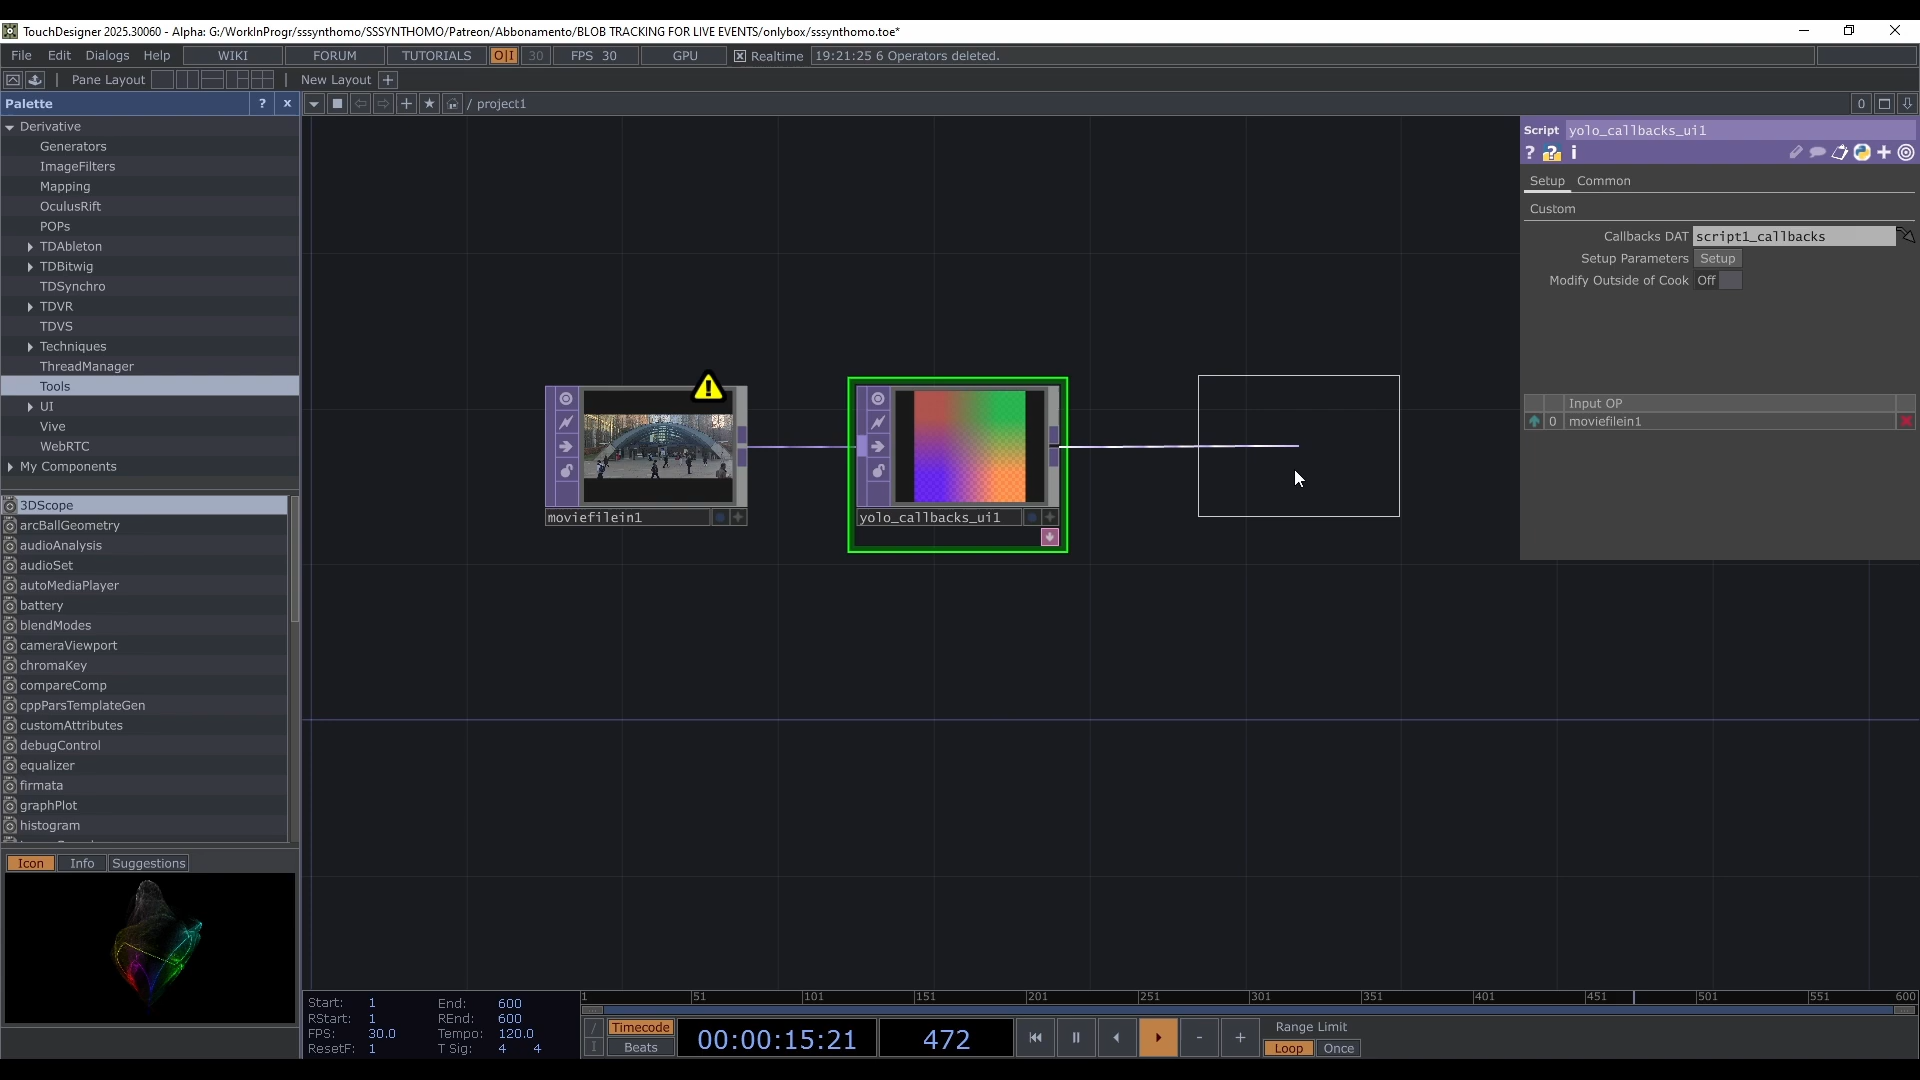 TouchDesigner 2025.30060 - Alpha: G:/WorkInProgr/sssynthomo/SSSYNTHOMO/Patreon/Abbonamento/BLOB TRACKING FOR LIVE EVENTS/onlybox/sssynthomo.toe*
File Edit Dialogs Help WIKI FORUM TUTORIALS O|I 30 FPS 30 GPU Realtime 19:21:25 6 Operators deleted.
Pane Layout New Layout +
Palette ? x / project1 0
Derivative
Generators
ImageFilters
Mapping
OculusRift
POPs
TDAbleton
TDBitwig
TDSynchro
TDVR
TDVS
Techniques
ThreadManager
Tools
UI
Vive
WebRTC
My Components
3DScope
arcBallGeometry
audioAnalysis
audioSet
autoMediaPlayer
battery
blendModes
cameraViewport
chromaKey
compareComp
cppParsTemplateGen
customAttributes
debugControl
equalizer
firmata
graphPlot
histogram
Icon Info Suggestions
moviefilein1
yolo_callbacks_ui1
Script yolo_callbacks_ui1
? ? i
Setup Common
Custom
Callbacks DAT script1_callbacks
Setup Parameters Setup
Modify Outside of Cook Off
Input OP
0 moviefilein1
Start: 1 End: 600
RStart: 1 REnd: 600
FPS: 30.0 Tempo: 120.0
ResetF: 1 T Sig: 4 4
1 51 101 151 201 251 301 351 401 451 501 551 600
/ Timecode
I Beats
00:00:15:21 472
- +
Range Limit
Loop Once